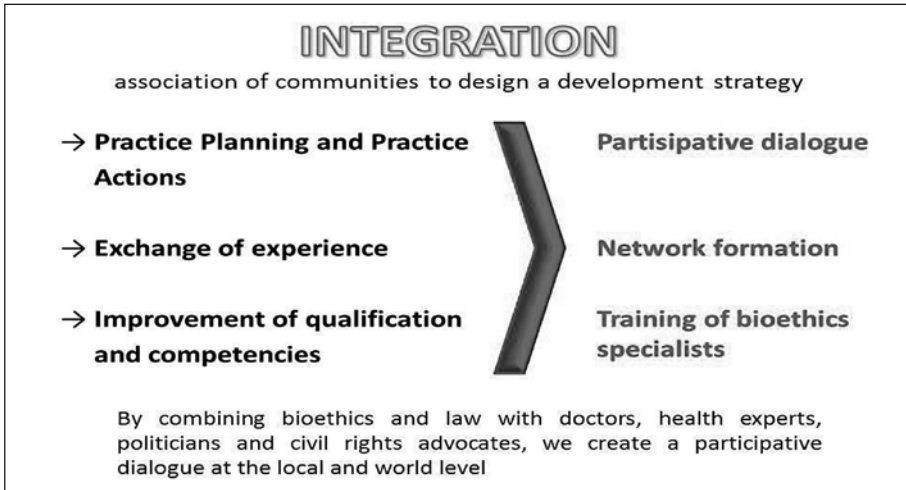 INTEGRATION
association of communities to design a development strategy
→ Practice Planning and Practice
Actions
→ Exchange of experience
→ Improvement of qualification
and competencies
Partisipative dialogue
Network formation
Training of bioethics
specialists
By combining bioethics and law with doctors, health experts,
politicians and civil rights advocates, we create a participative
dialogue at the local and world level